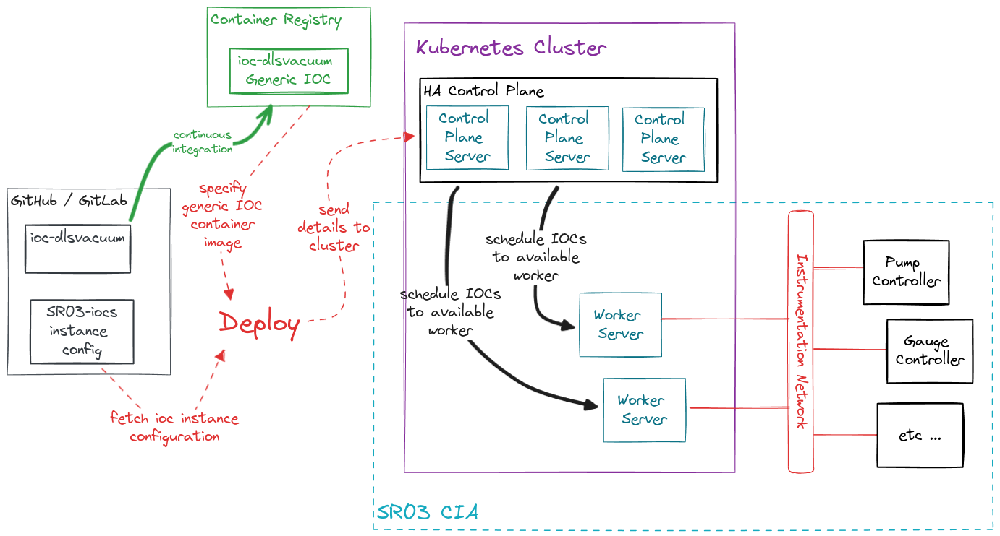 Container Registry
ioc-dlsvacuum
Generic IOC
continuous
integration
GitHub / GitLab
ioc-dlsvacuum
SR03-iocs
instance
config
specify
generic IOC
container
image
send
details to
cluster
Deploy
fetch ioc instance
configuration
Kubernetes Cluster
HA Control Plane
Control
Plane
Server
Control
Plane
Server
Control
Plane
Server
schedule IOCs
to available
worker
schedule IOCs
to available
worker
Worker
Server
Worker
Server
Instrumentation Network
Pump
Controller
Gauge
Controller
etc ...
SR03 CIA